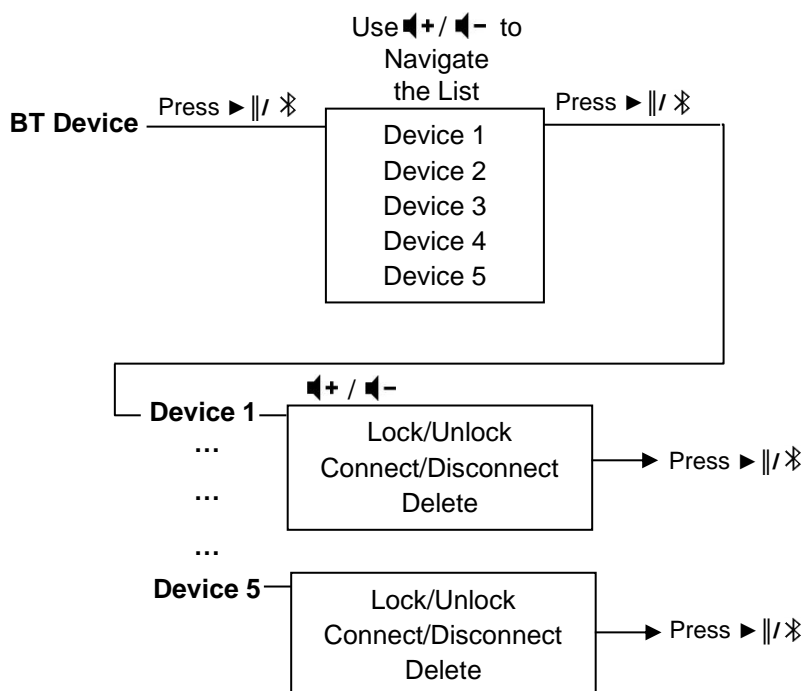 Use 🔈+ / 🔈− to
Navigate
the List
BT Device
Press ►||/ ᛒ
Press ►||/ ᛒ
Device 1
Device 2
Device 3
Device 4
Device 5
🔈+ / 🔈−
Device 1
Lock/Unlock
Connect/Disconnect
Delete
Press ►||/ ᛒ
...
...
...
Device 5
Lock/Unlock
Connect/Disconnect
Delete
Press ►||/ ᛒ